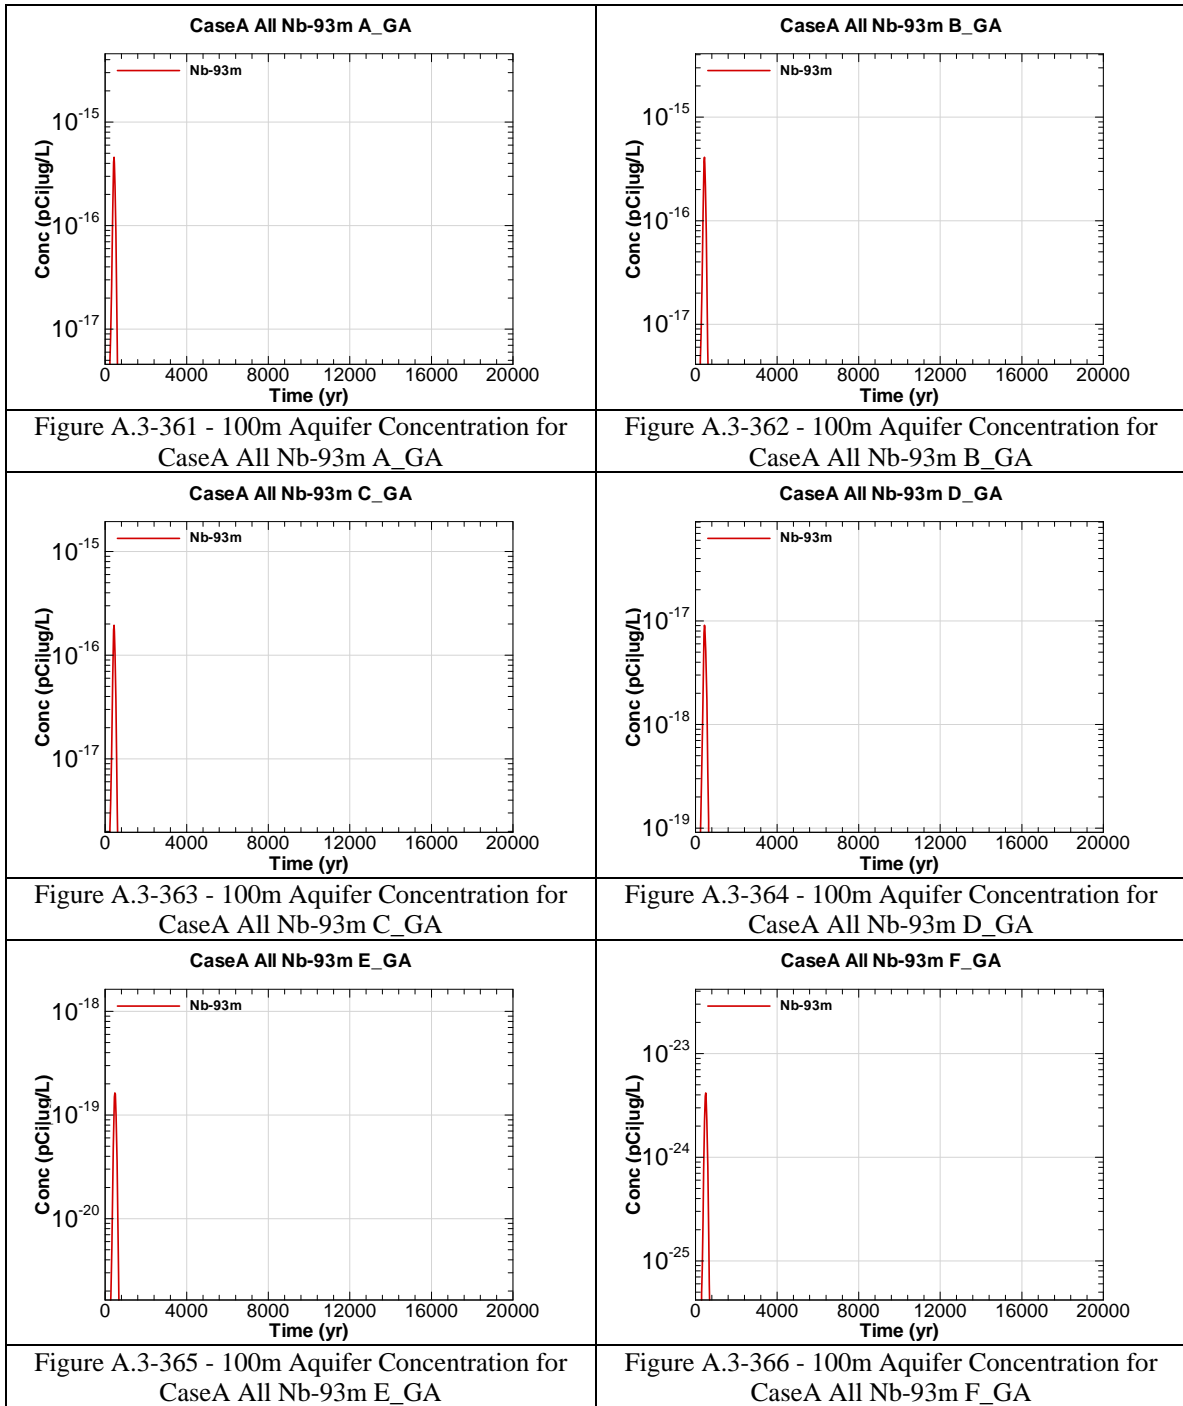 CaseA All Nb-93m A_GA
Nb-93m
10-15
10-16
10-17
Conc (pCi|ug/L)
0 4000 8000 12000 16000 20000
Time (yr)
Figure A.3-361 - 100m Aquifer Concentration for
CaseA All Nb-93m A_GA
CaseA All Nb-93m B_GA
Nb-93m
10-15
10-16
10-17
Conc (pCi|ug/L)
0 4000 8000 12000 16000 20000
Time (yr)
Figure A.3-362 - 100m Aquifer Concentration for
CaseA All Nb-93m B_GA
CaseA All Nb-93m C_GA
Nb-93m
10-15
10-16
10-17
Conc (pCi|ug/L)
0 4000 8000 12000 16000 20000
Time (yr)
Figure A.3-363 - 100m Aquifer Concentration for
CaseA All Nb-93m C_GA
CaseA All Nb-93m D_GA
Nb-93m
10-17
10-18
10-19
Conc (pCi|ug/L)
0 4000 8000 12000 16000 20000
Time (yr)
Figure A.3-364 - 100m Aquifer Concentration for
CaseA All Nb-93m D_GA
CaseA All Nb-93m E_GA
Nb-93m
10-18
10-19
10-20
Conc (pCi|ug/L)
0 4000 8000 12000 16000 20000
Time (yr)
Figure A.3-365 - 100m Aquifer Concentration for
CaseA All Nb-93m E_GA
CaseA All Nb-93m F_GA
Nb-93m
10-23
10-24
10-25
Conc (pCi|ug/L)
0 4000 8000 12000 16000 20000
Time (yr)
Figure A.3-366 - 100m Aquifer Concentration for
CaseA All Nb-93m F_GA